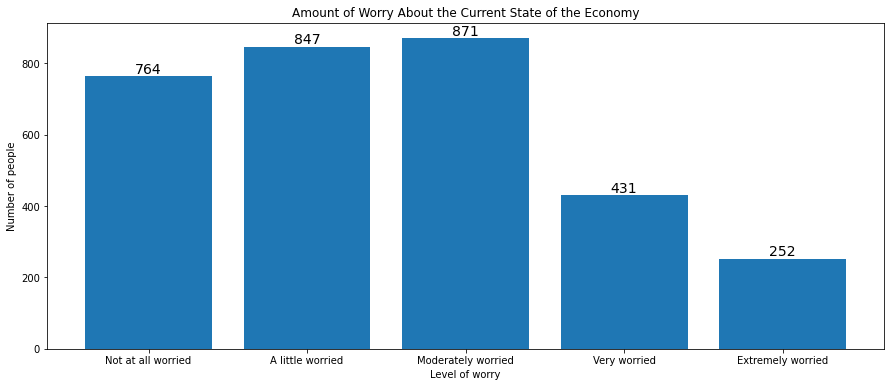 Amount of Worry About the Current State of the Economy
764
847
871
431
252
800
600
400
200
0
Number of people
Not at all worried
A little worried
Moderately worried
Very worried
Extremely worried
Level of worry